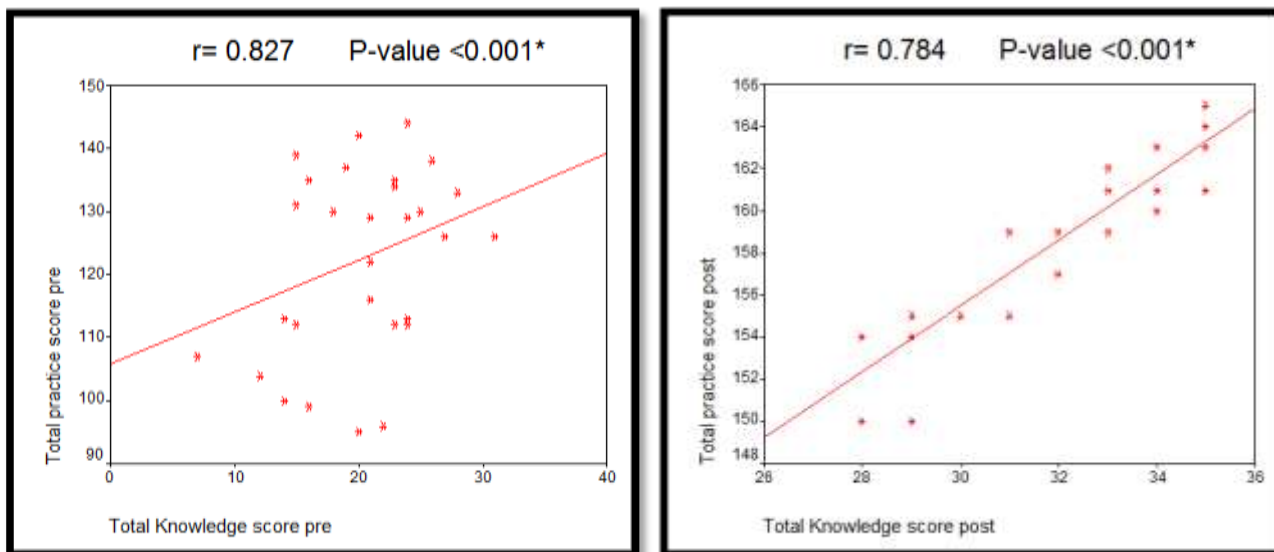 r= 0.827 P-value <0.001*
150
140
130
120
110
100
90
Total practice score pre
0 10 20 30 40
Total Knowledge score pre
r= 0.784 P-value <0.001*
166
164
162
160
156
154
152
150
148
Total practice score post
26 28 30 32 34 36
Total Knowledge score post